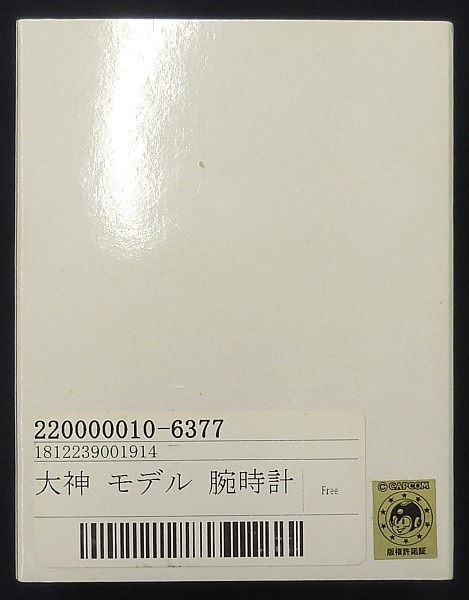 220000010-6377
1812239001914
大神 モデル 腕時計
Free
©CAPCOM
版権許諾証